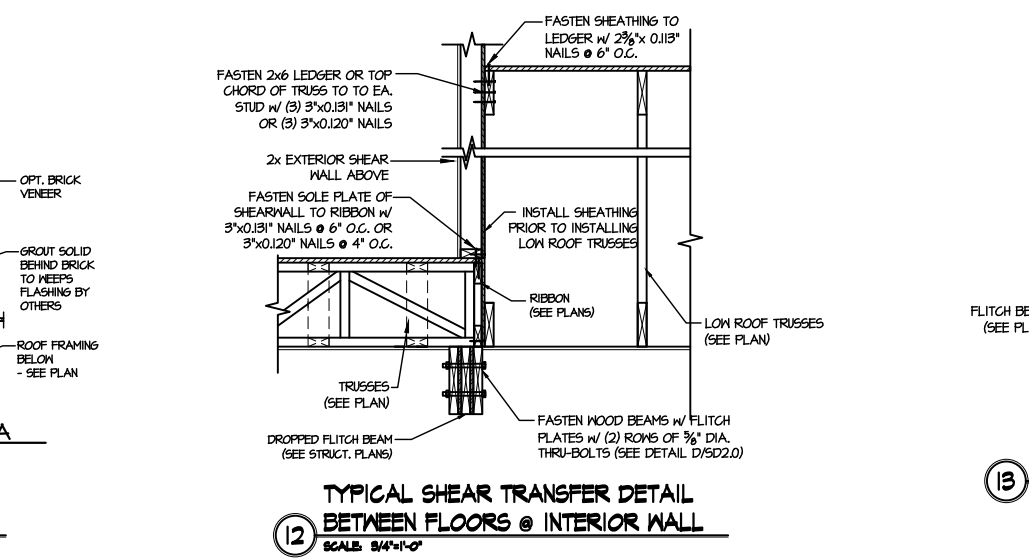 FASTEN SHEATHING TO
LEDGER W/ 2⅜"x 0.113"
NAILS @ 6" O.C.
FASTEN 2x6 LEDGER OR TOP
CHORD OF TRUSS TO TO EA.
STUD W/ (3) 3"x0.131" NAILS
OR (3) 3"x0.120" NAILS
2x EXTERIOR SHEAR
WALL ABOVE
FASTEN SOLE PLATE OF
SHEARWALL TO RIBBON W/
3"x0.131" NAILS @ 6" O.C. OR
3"x0.120" NAILS @ 4" O.C.
INSTALL SHEATHING
PRIOR TO INSTALLING
LOW ROOF TRUSSES
RIBBON
(SEE PLANS)
LOW ROOF TRUSSES
(SEE PLAN)
TRUSSES
(SEE PLAN)
DROPPED FLITCH BEAM
(SEE STRUCT. PLANS)
FASTEN WOOD BEAMS W/ FLITCH
PLATES W/ (2) ROWS OF ⅝" DIA.
THRU-BOLTS (SEE DETAIL D/SD2.0)
12
TYPICAL SHEAR TRANSFER DETAIL
BETWEEN FLOORS @ INTERIOR WALL
SCALE: 3/4"=1'-0"
OPT. BRICK
VENEER
GROUT SOLID
BEHIND BRICK
TO WEEPS
FLASHING BY
OTHERS
ROOF FRAMING
BELOW
- SEE PLAN
A
FLITCH BE
(SEE PL
13